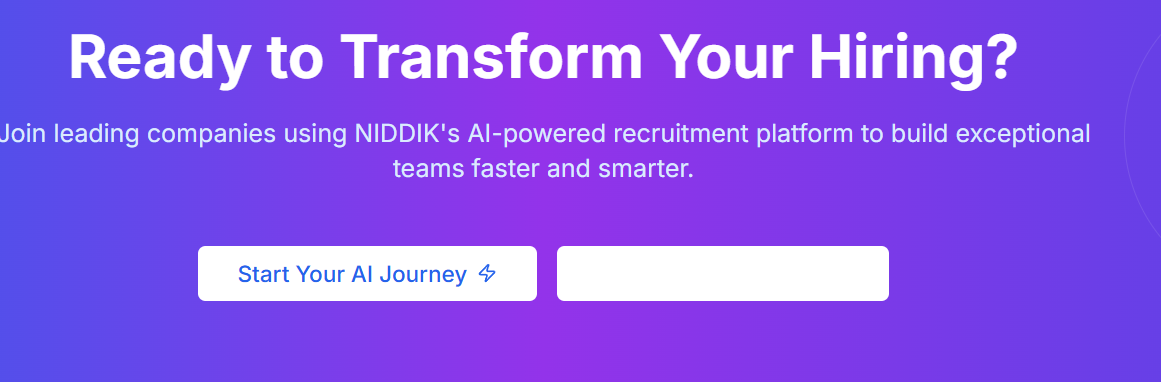 Ready to Transform Your Hiring?
Join leading companies using NIDDIK's AI-powered recruitment platform to build exceptional
teams faster and smarter.
Start Your AI Journey